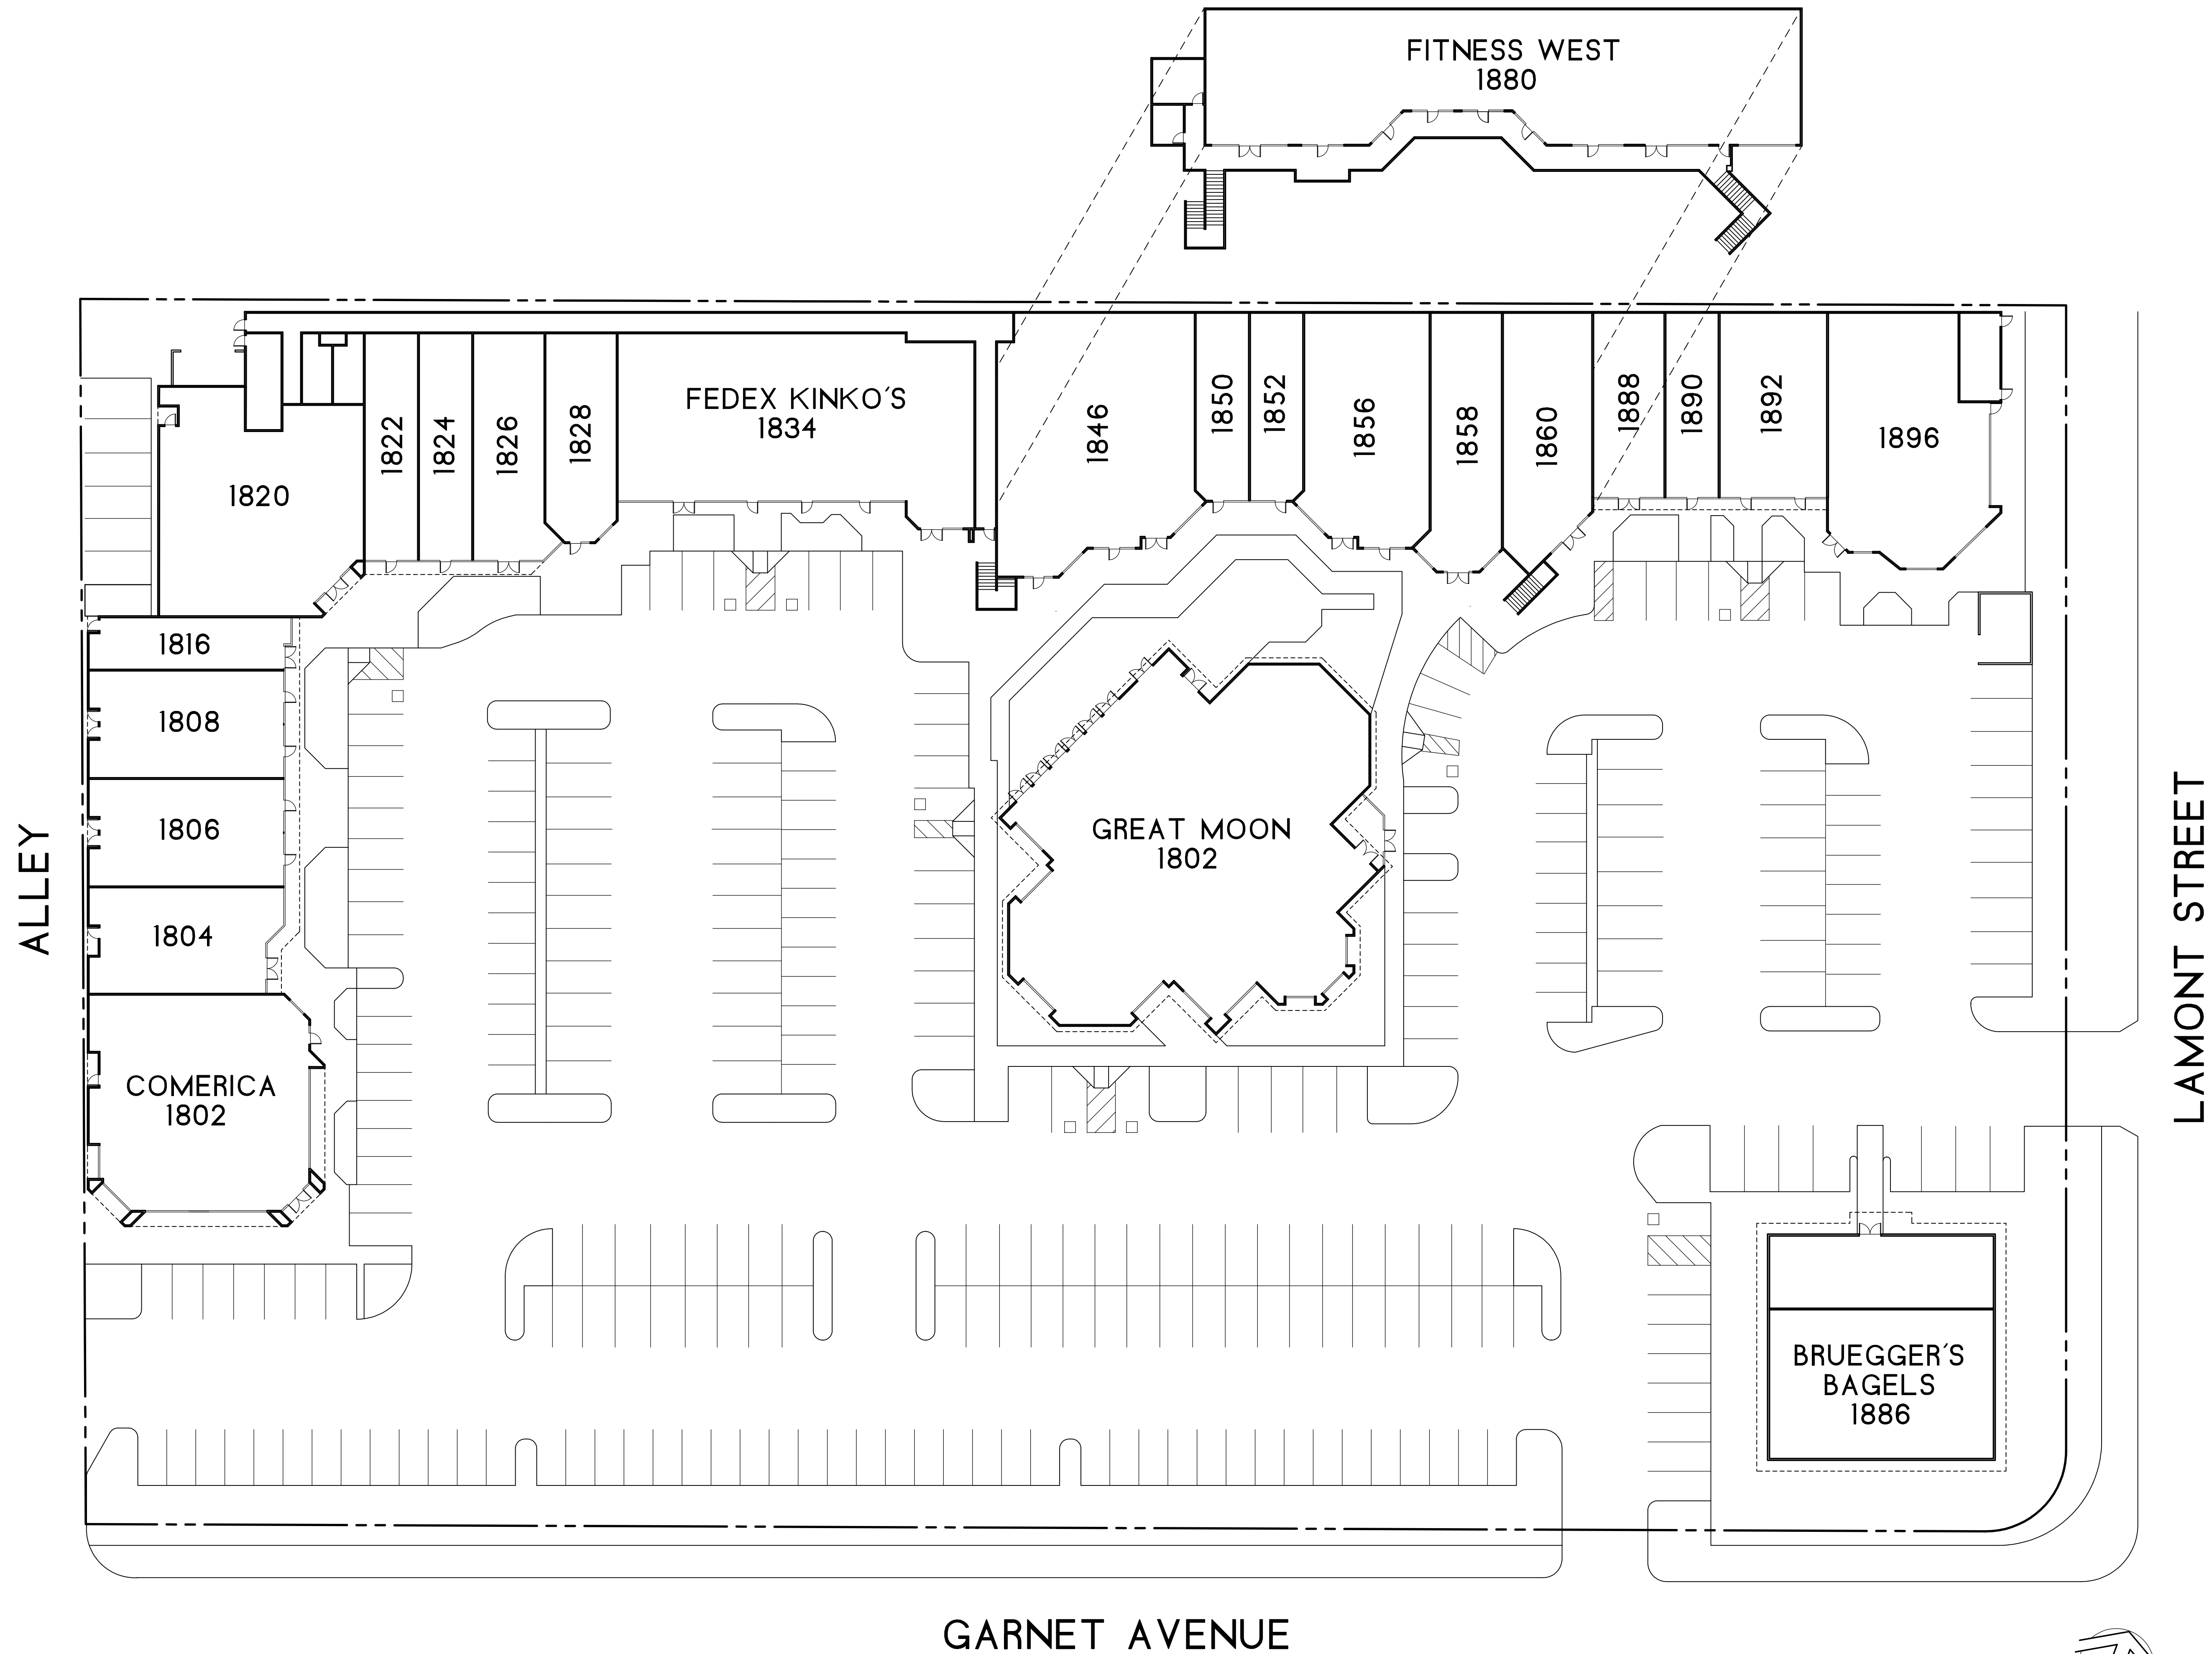 FITNESS WEST
1880
FEDEX KINKO'S
1834
1822
1824
1826
1828
1846
1850
1852
1856
1858
1860
1888
1890
1892
1896
1820
1816
1808
1806
1804
GREAT MOON
1802
COMERICA
1802
BRUEGGER'S
BAGELS
1886
ALLEY
LAMONT STREET
GARNET AVENUE